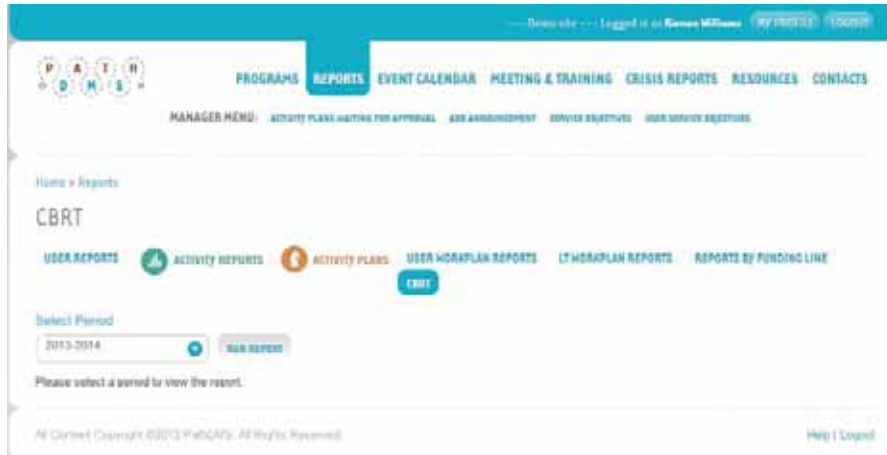 ---- Demo site ---- Logged in as Kieman Williams MY PROFILE LOGOUT
PATH
DMS
PROGRAMS REPORTS EVENT CALENDAR MEETING & TRAINING CRISIS REPORTS RESOURCES CONTACTS
MANAGER MENU: ACTIVITY PLANS WAITING FOR APPROVAL ADD ANNOUNCEMENT SERVICE OBJECTIVES USER SERVICE OBJECTIVES
Home » Reports
CBRT
USER REPORTS ACTIVITY REPORTS ACTIVITY PLANS USER WORKPLAN REPORTS LT WORKPLAN REPORTS REPORTS BY FUNDING LINE
CBRT
Select Period
2013-2014 RUN REPORT
Please select a period to view the report.
All Content Copyright ©2013 All Rights Reserved. Help | Logout